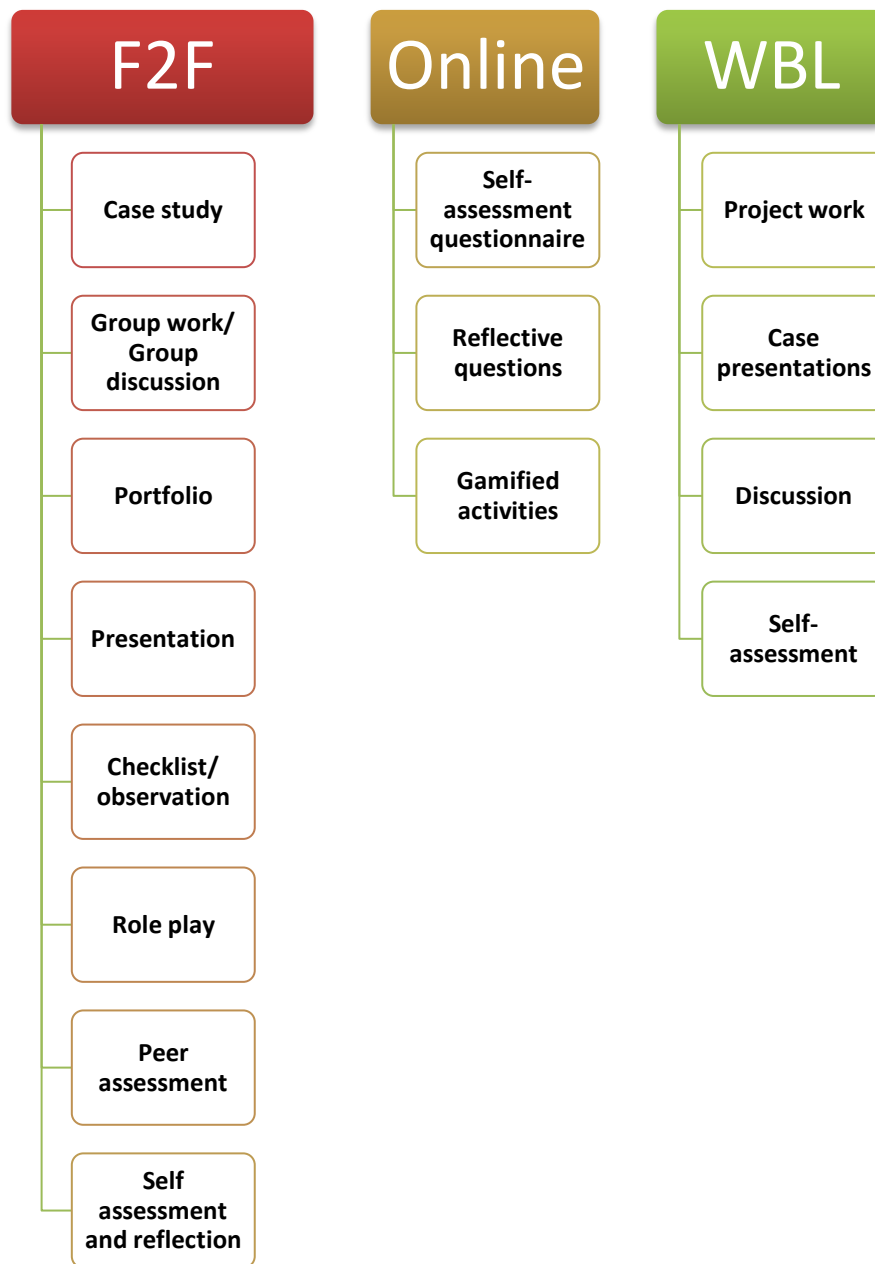 F2F
Case study
Group work/
Group
discussion
Portfolio
Presentation
Checklist/
observation
Role play
Peer
assessment
Self
assessment
and reflection
Online
Self-
assessment
questionnaire
Reflective
questions
Gamified
activities
WBL
Project work
Case
presentations
Discussion
Self-
assessment